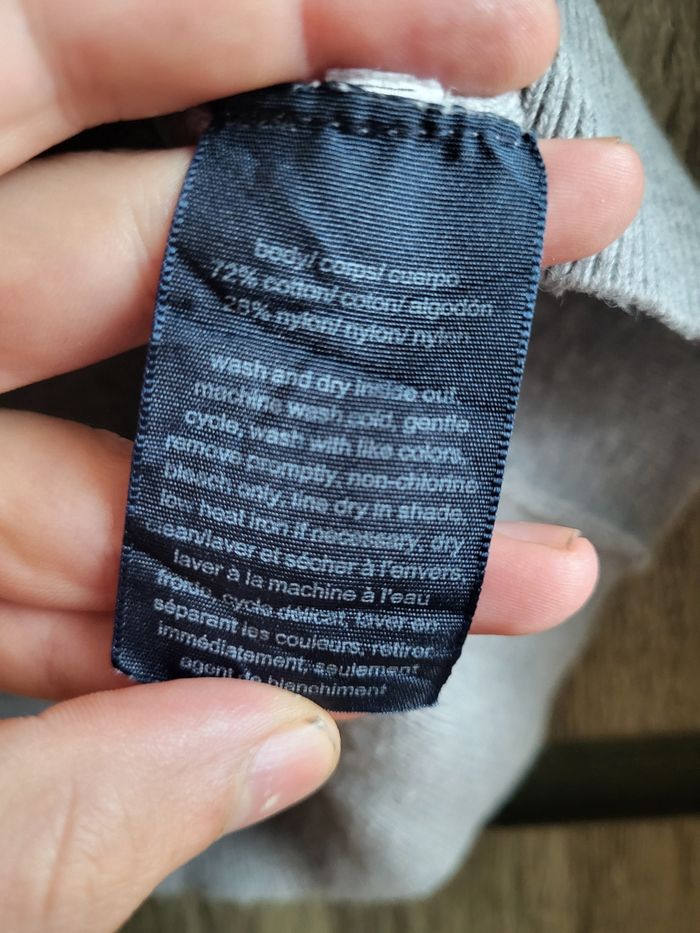 body/ corps/ cuerpo
72% cotton/ coton/ algodón
28% nylon/ nylon/ nylon
wash and dry inside out,
machine wash cold, gentle
cycle, wash with like colors,
remove promptly, non-chlorine
bleach only, line dry in shade,
low heat iron if necessary, dry
clean/laver et sécher à l'envers,
laver à la machine à l'eau
froide, cycle délicat, laver en
séparant les couleurs, retirer
immédiatement, seulement
agent de blanchiment